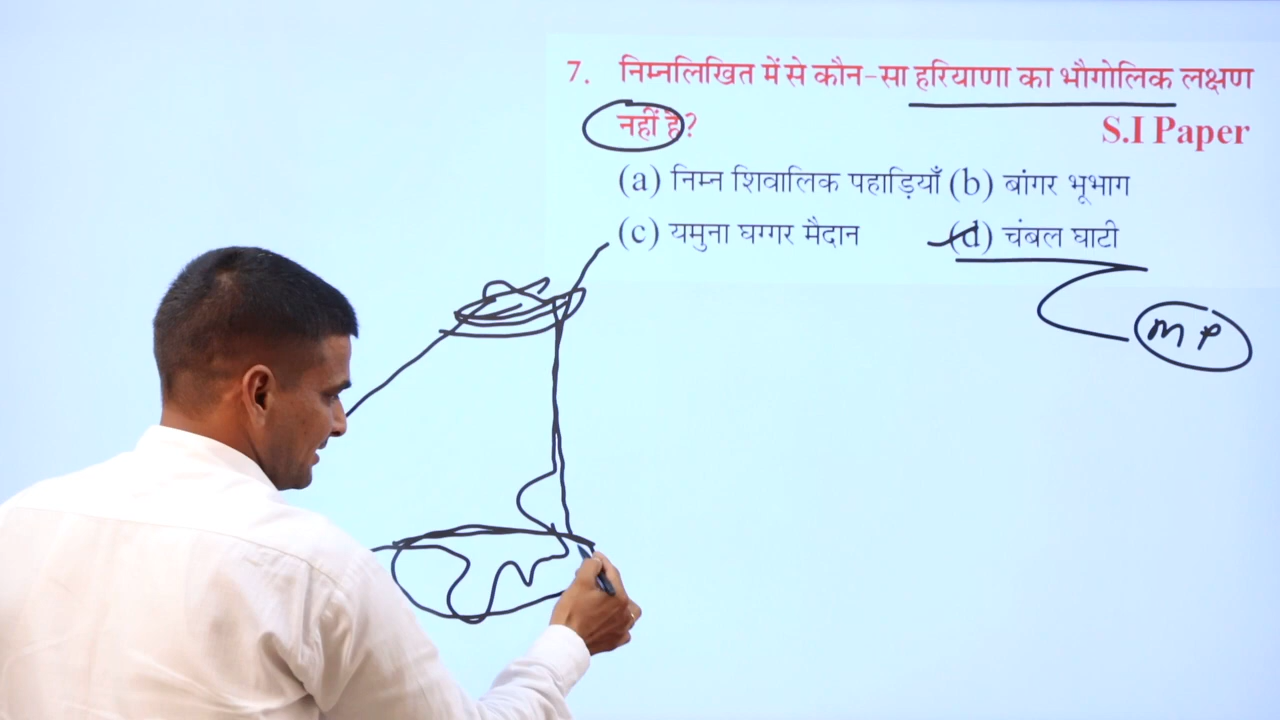 7. निम्नलिखित में से कौन-सा हरियाणा का भौगोलिक लक्षण
नहीं है?
S.I Paper
(a) निम्न शिवालिक पहाड़ियाँ (b) बांगर भूभाग
(c) यमुना घग्गर मैदान (d) चंबल घाटी
MP